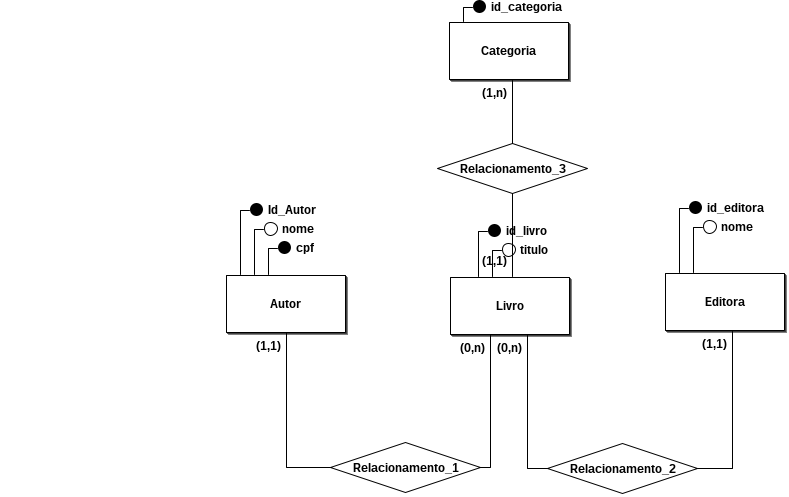 id_categoria
Categoria
(1,n)
Relacionamento_3
Id_Autor
nome
cpf
Autor
(1,1)
id_livro
titulo
(1,1)
Livro
(0,n) (0,n)
id_editora
nome
Editora
(1,1)
Relacionamento_1
Relacionamento_2